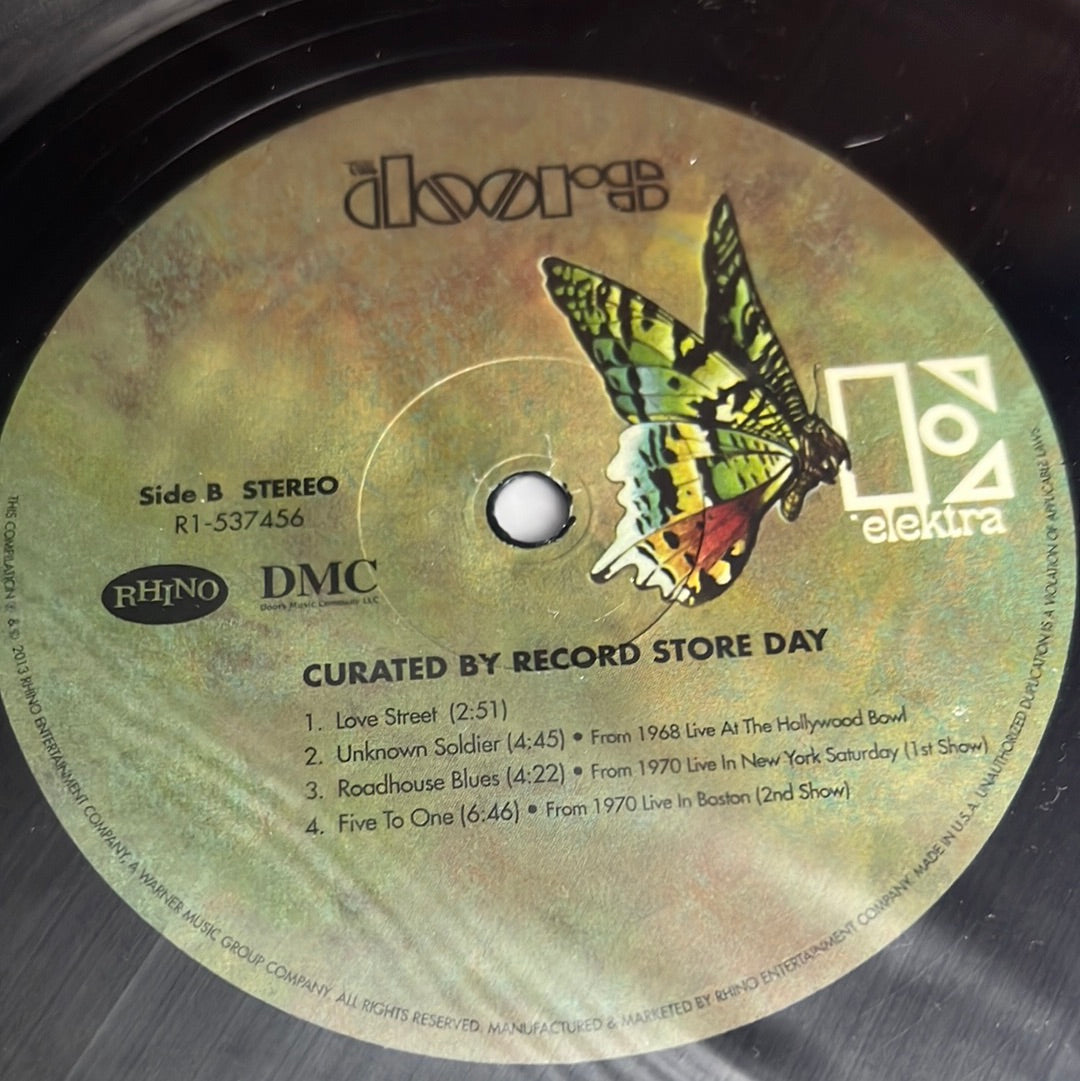 THE doors
elektra
Side B STEREO
R1-537456
RHINO
DMC
Doors Music Company LLC
CURATED BY RECORD STORE DAY
1. Love Street (2:51)
2. Unknown Soldier (4:45) • From 1968 Live At The Hollywood Bowl
3. Roadhouse Blues (4:22) • From 1970 Live In New York Saturday (1st Show)
4. Five To One (6:46) • From 1970 Live In Boston (2nd Show)
THIS COMPILATION ℗ & © 2013 RHINO ENTERTAINMENT COMPANY, A WARNER MUSIC GROUP COMPANY. ALL RIGHTS RESERVED. MANUFACTURED & MARKETED BY RHINO ENTERTAINMENT COMPANY. MADE IN U.S.A. UNAUTHORIZED DUPLICATION IS A VIOLATION OF APPLICABLE LAWS.